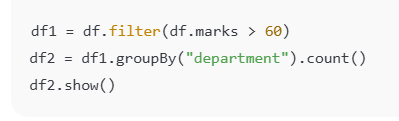 df1 = df.filter(df.marks > 60)
df2 = df1.groupBy("department").count()
df2.show()